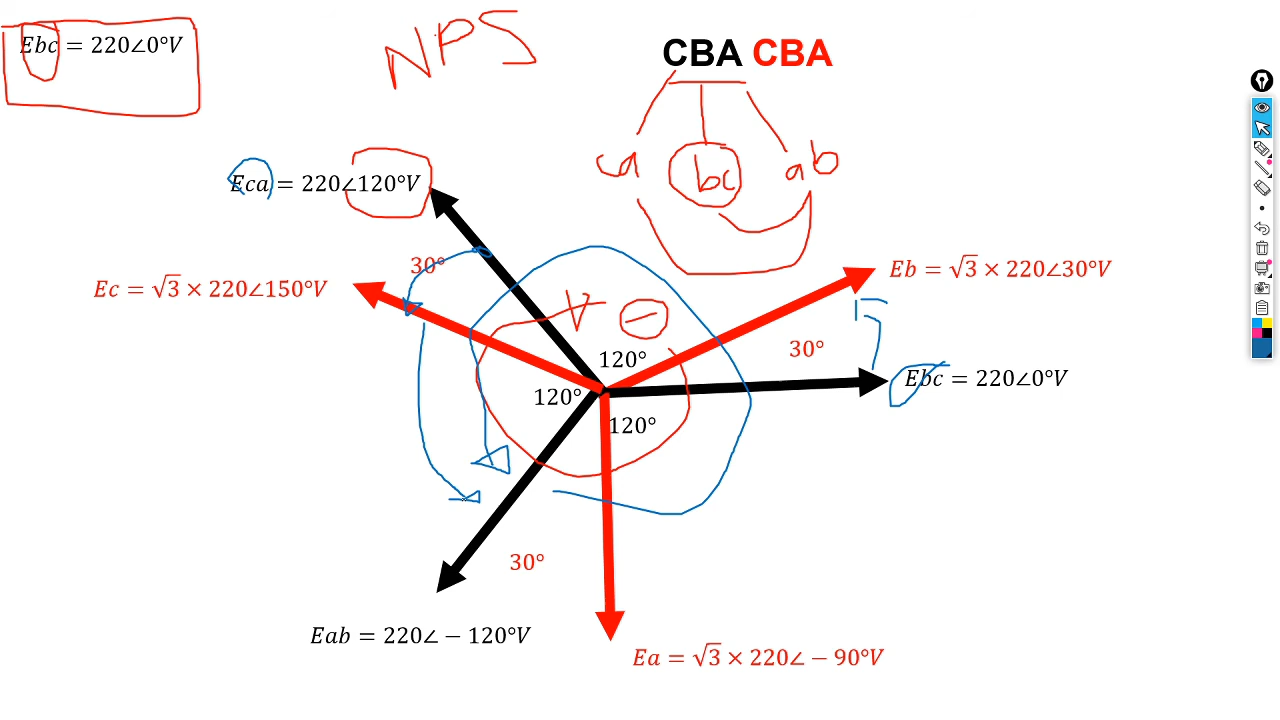 Ebc = 220∠0°V
NPS
CBA CBA
ca bc ab
Eca = 220∠120°V
30°
Ec = √3 × 220∠150°V
Eb = √3 × 220∠30°V
30°
120°
120°
120°
Ebc = 220∠0°V
30°
Eab = 220∠ − 120°V
Ea = √3 × 220∠ − 90°V